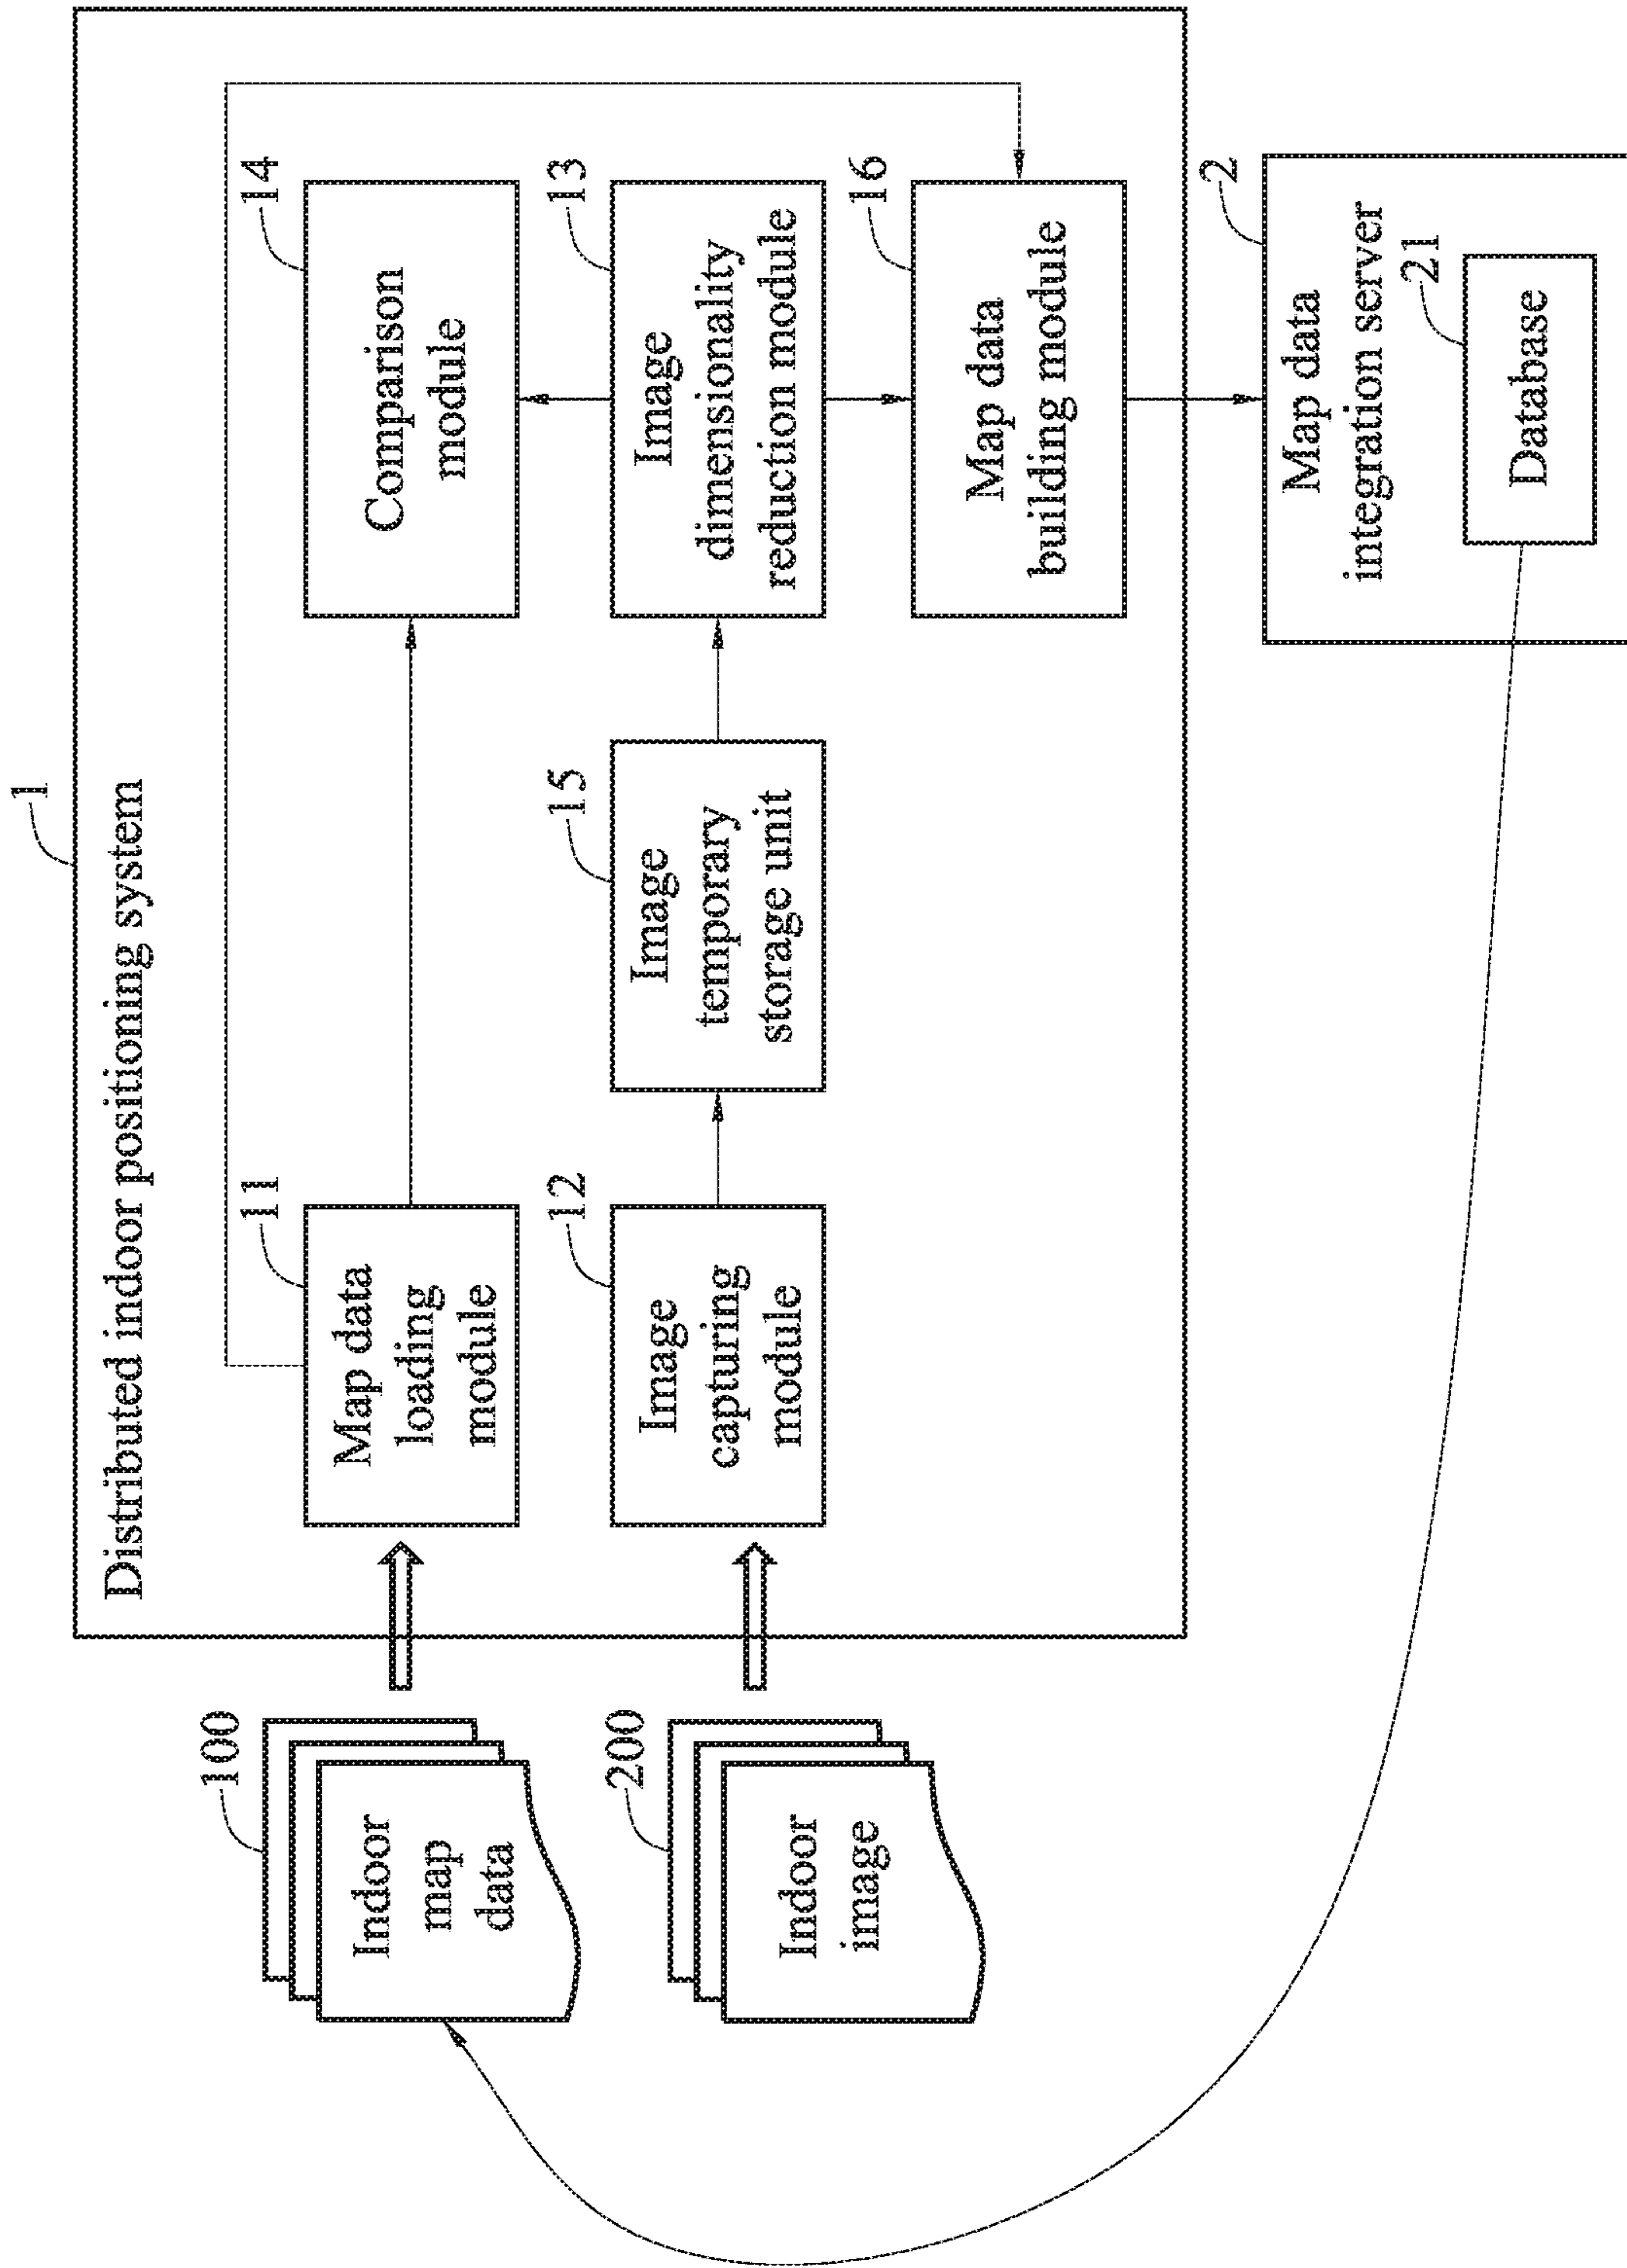 1
Distributed indoor positioning system
100
Indoor
map
data
11
Map data
loading
module
14
Comparison
module
200
Indoor
image
12
Image
capturing
module
15
Image
temporary
storage unit
13
Image
dimensionality
reduction module
16
Map data
building module
2
Map data
integration server
21
Database